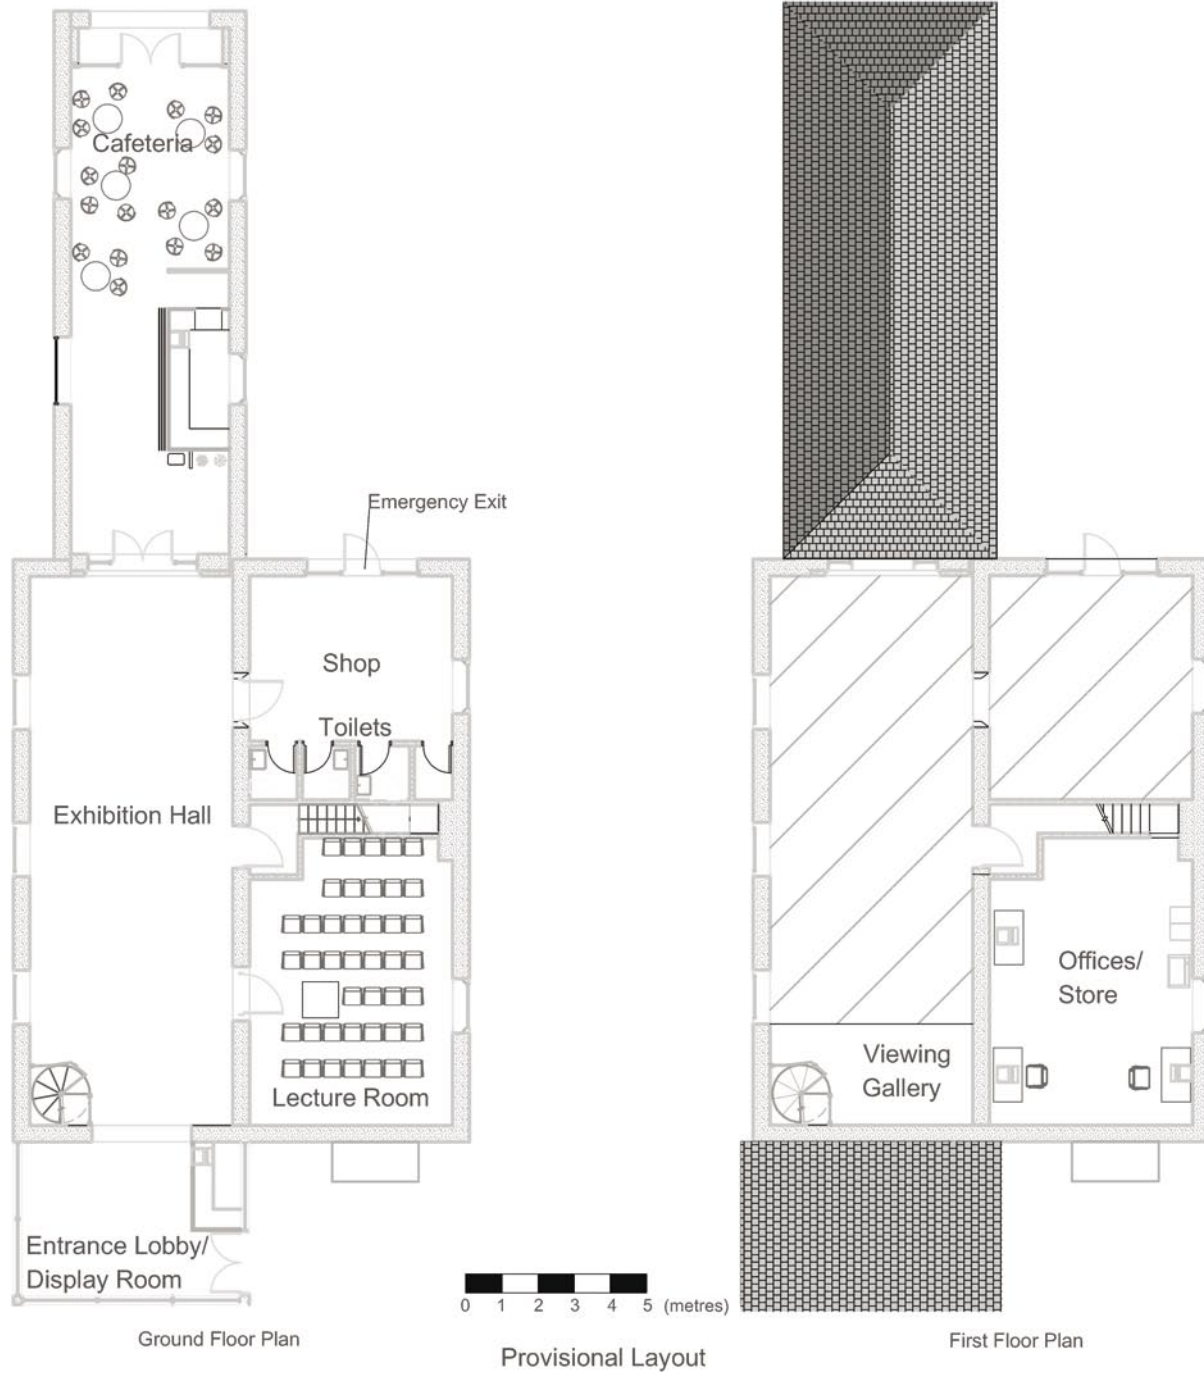 Cafeteria
Emergency Exit
Shop
Toilets
Exhibition Hall
Lecture Room
Entrance Lobby/
Display Room
Ground Floor Plan
Offices/
Store
Viewing
Gallery
0 1 2 3 4 5 (metres)
First Floor Plan
Provisional Layout